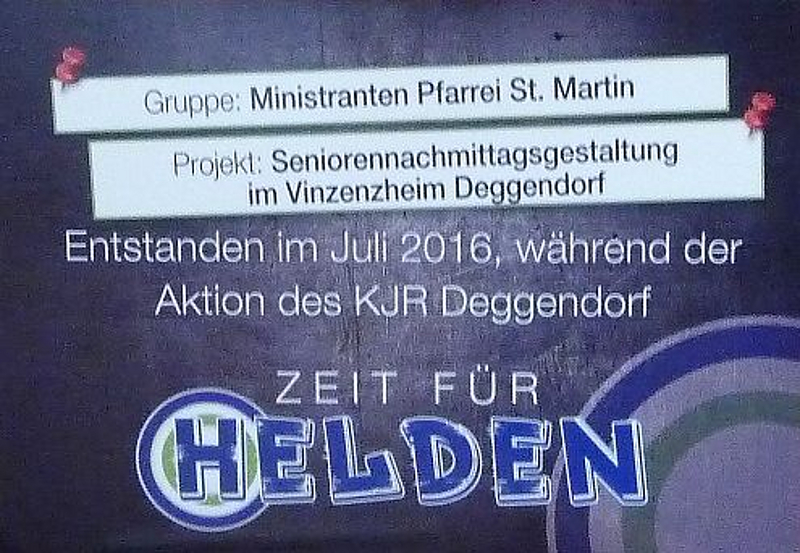 Gruppe: Ministranten Pfarrei St. Martin
Projekt: Seniorennachmittagsgestaltung
im Vinzenzheim Deggendorf
Entstanden im Juli 2016, während der
Aktion des KJR Deggendorf
ZEIT FÜR
HELDEN